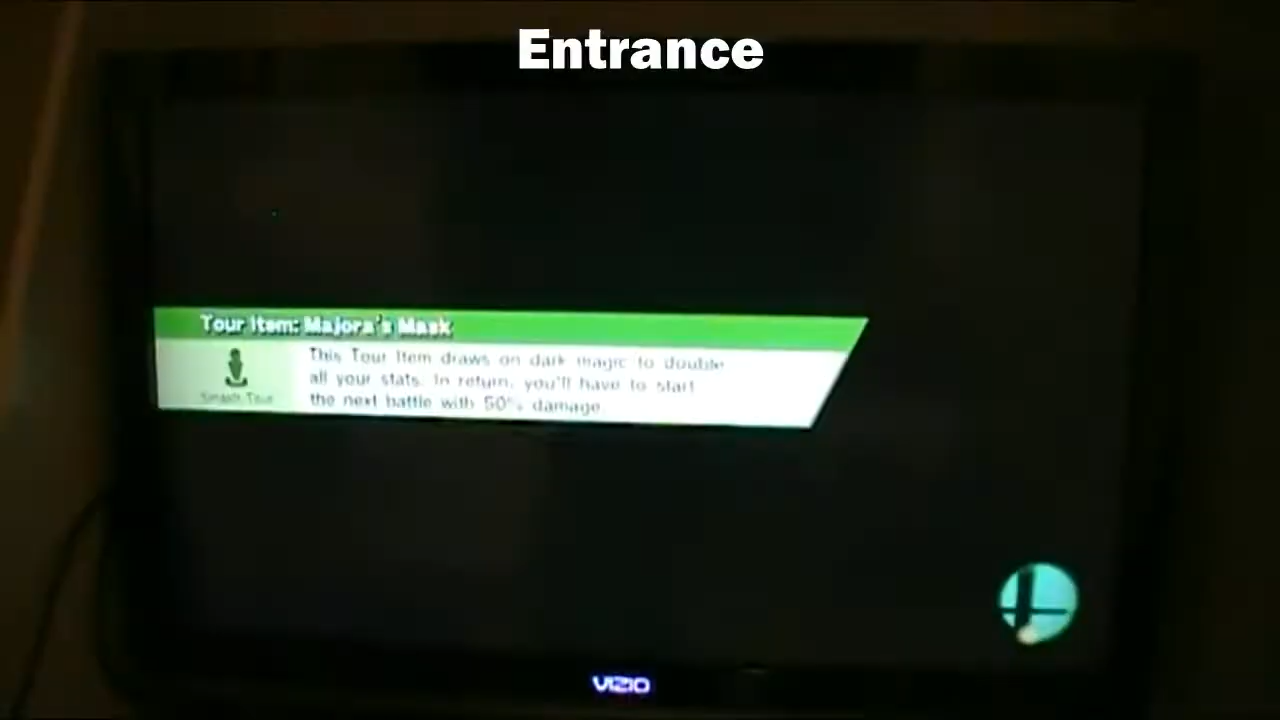 Entrance
Tour Item: Majora's Mask
This Tour Item draws on dark magic to double
all your stats. In return, you'll have to start
the next battle with 50% damage.
Smash Tour
VIZIO